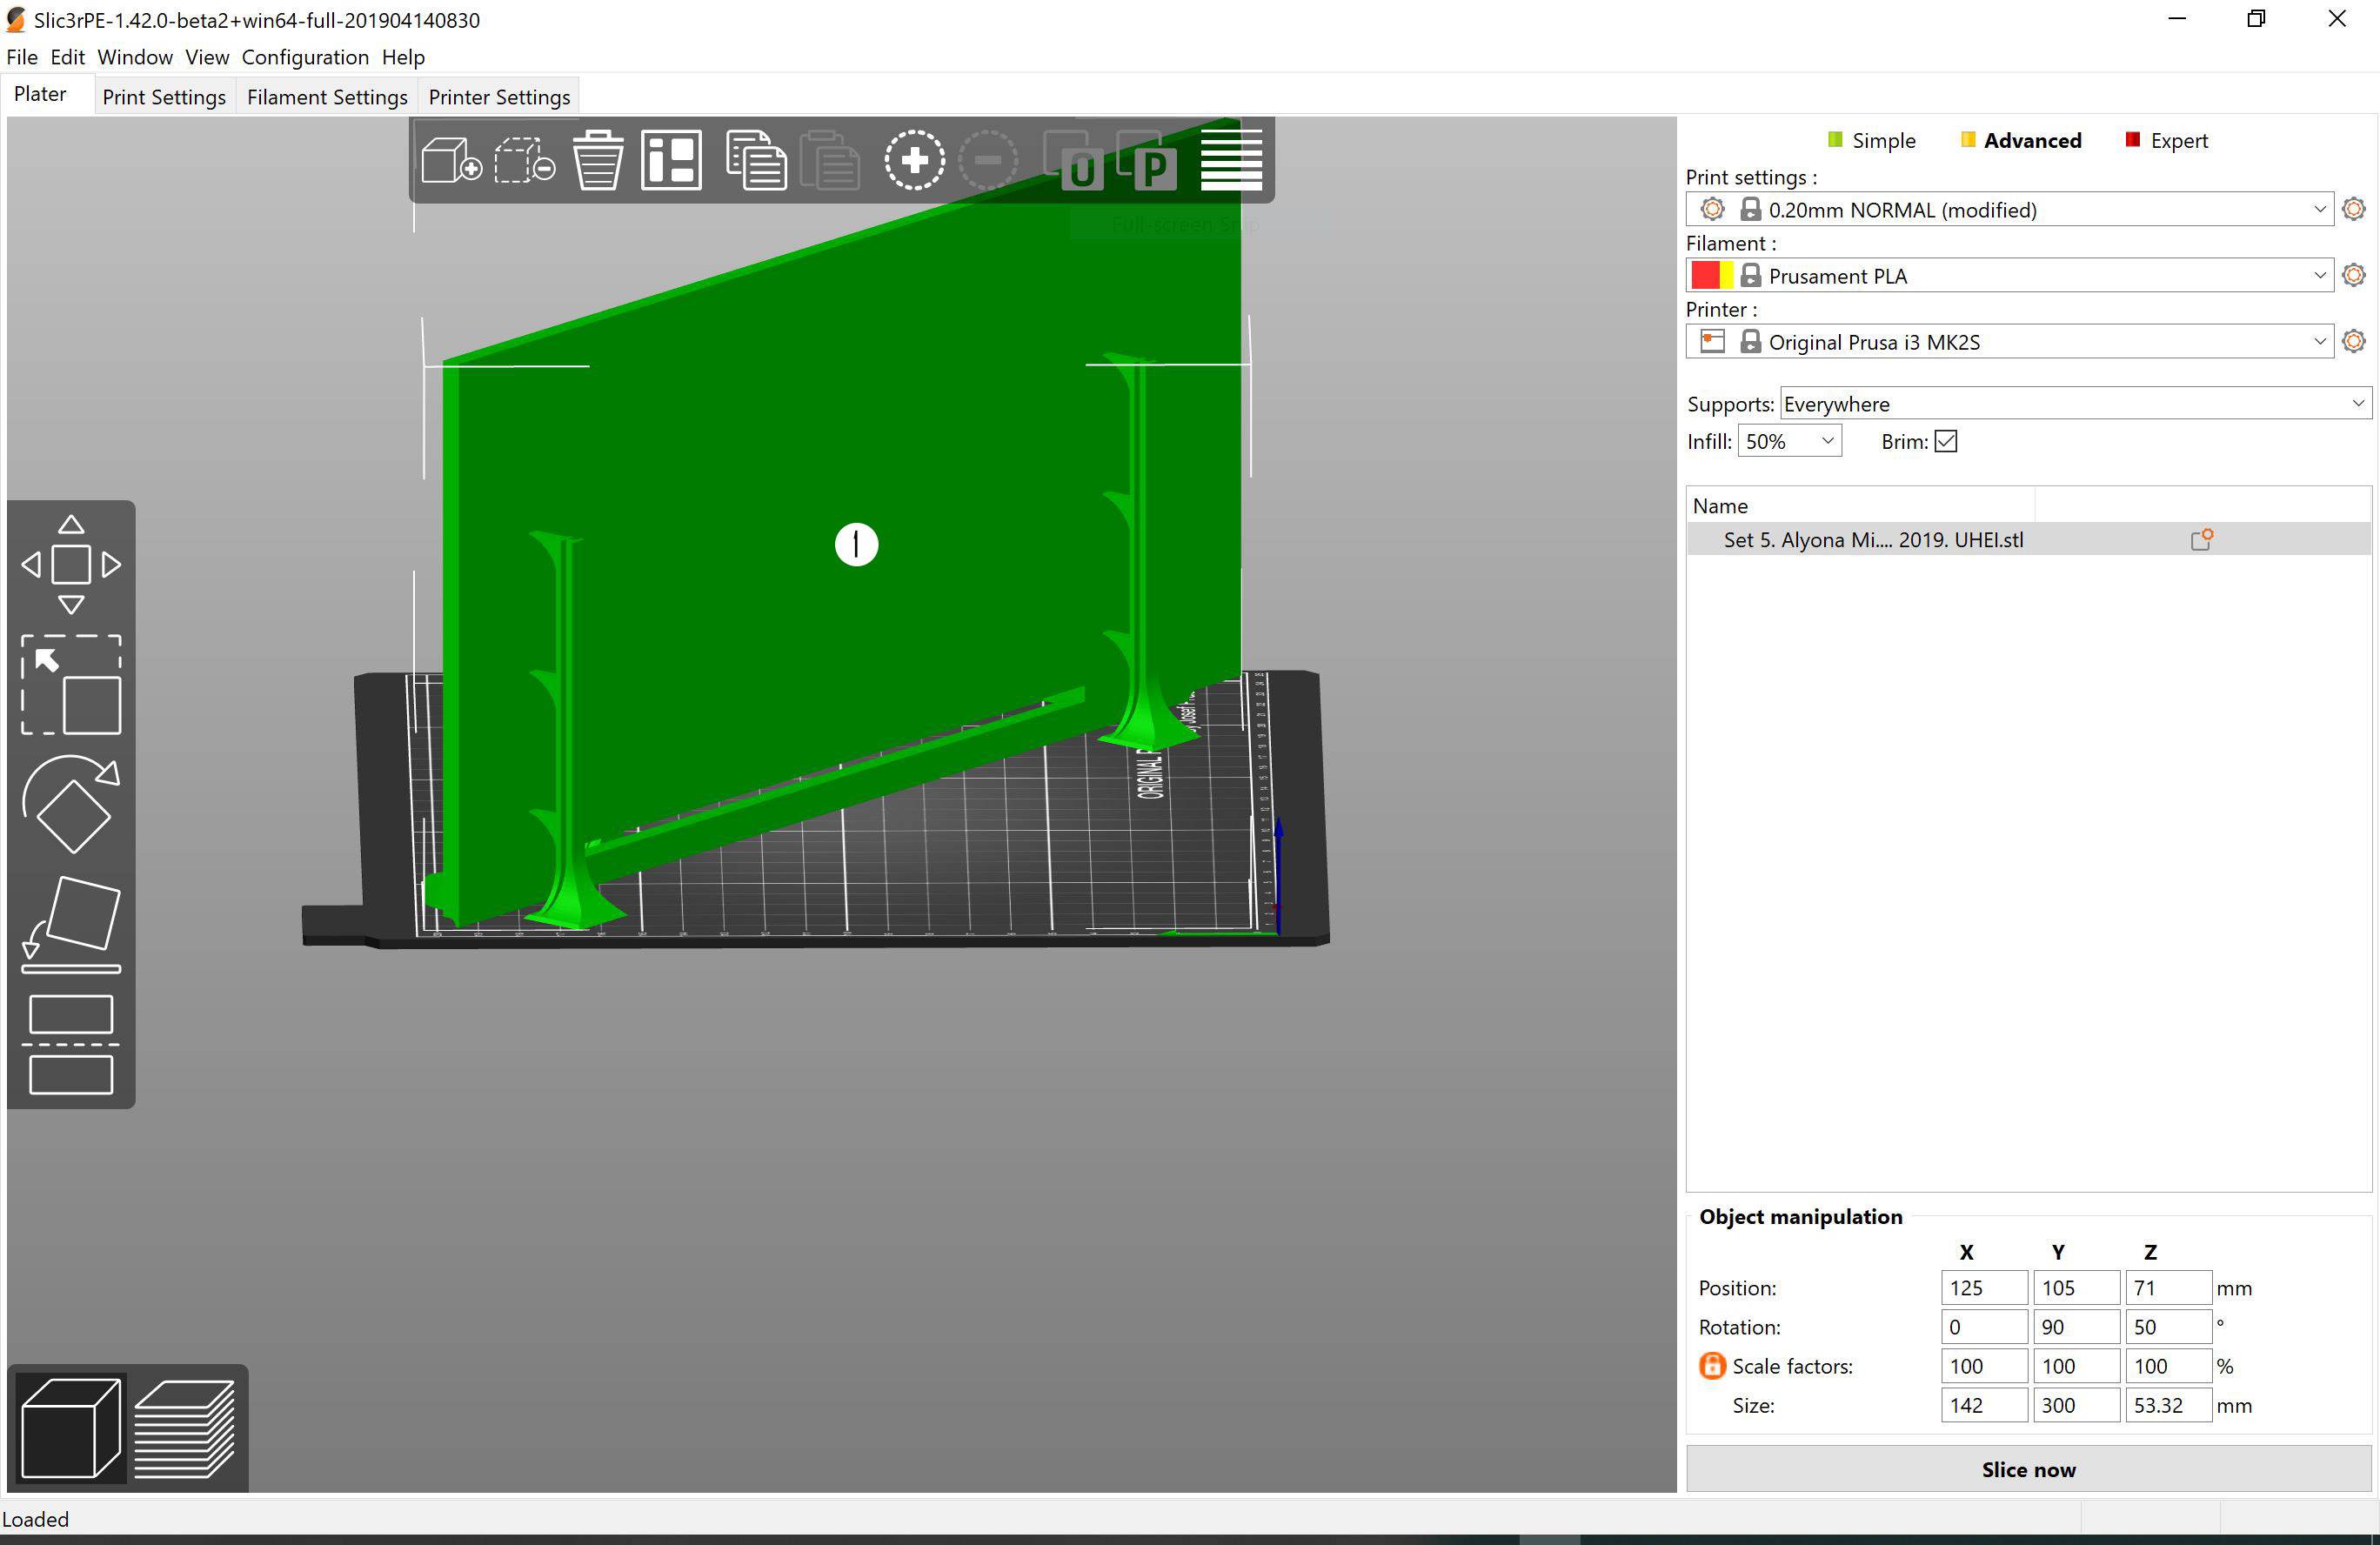 Slic3rPE-1.42.0-beta2+win64-full-201904140830
File Edit Window View Configuration Help
Plater Print Settings Filament Settings Printer Settings
U P
Full-screen Snip
1
ORIGINAL
Simple Advanced Expert
Print settings :
0.20mm NORMAL (modified)
Filament :
Prusament PLA
Printer :
Original Prusa i3 MK2S
Supports: Everywhere
Infill: 50% Brim:
Name
Set 5. Alyona Mi.... 2019. UHEI.stl
Object manipulation
X Y Z
Position: 125 105 71 mm
Rotation: 0 90 50 °
Scale factors: 100 100 100 %
Size: 142 300 53.32 mm
Slice now
Loaded